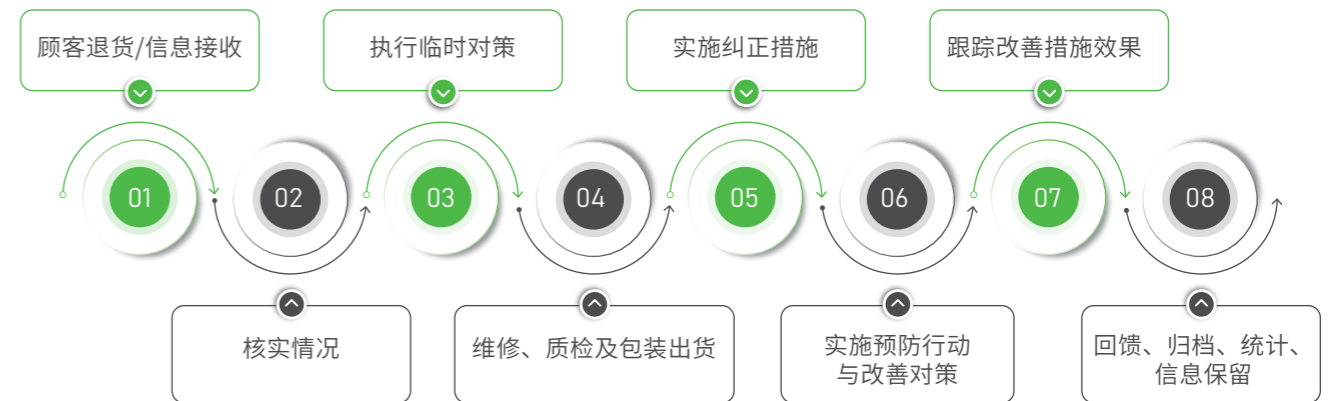 顾客退货/信息接收
执行临时对策
实施纠正措施
跟踪改善措施效果
01
02
03
04
05
06
07
08
核实情况
维修、质检及包装出货
实施预防行动
与改善对策
回馈、归档、统计、
信息保留